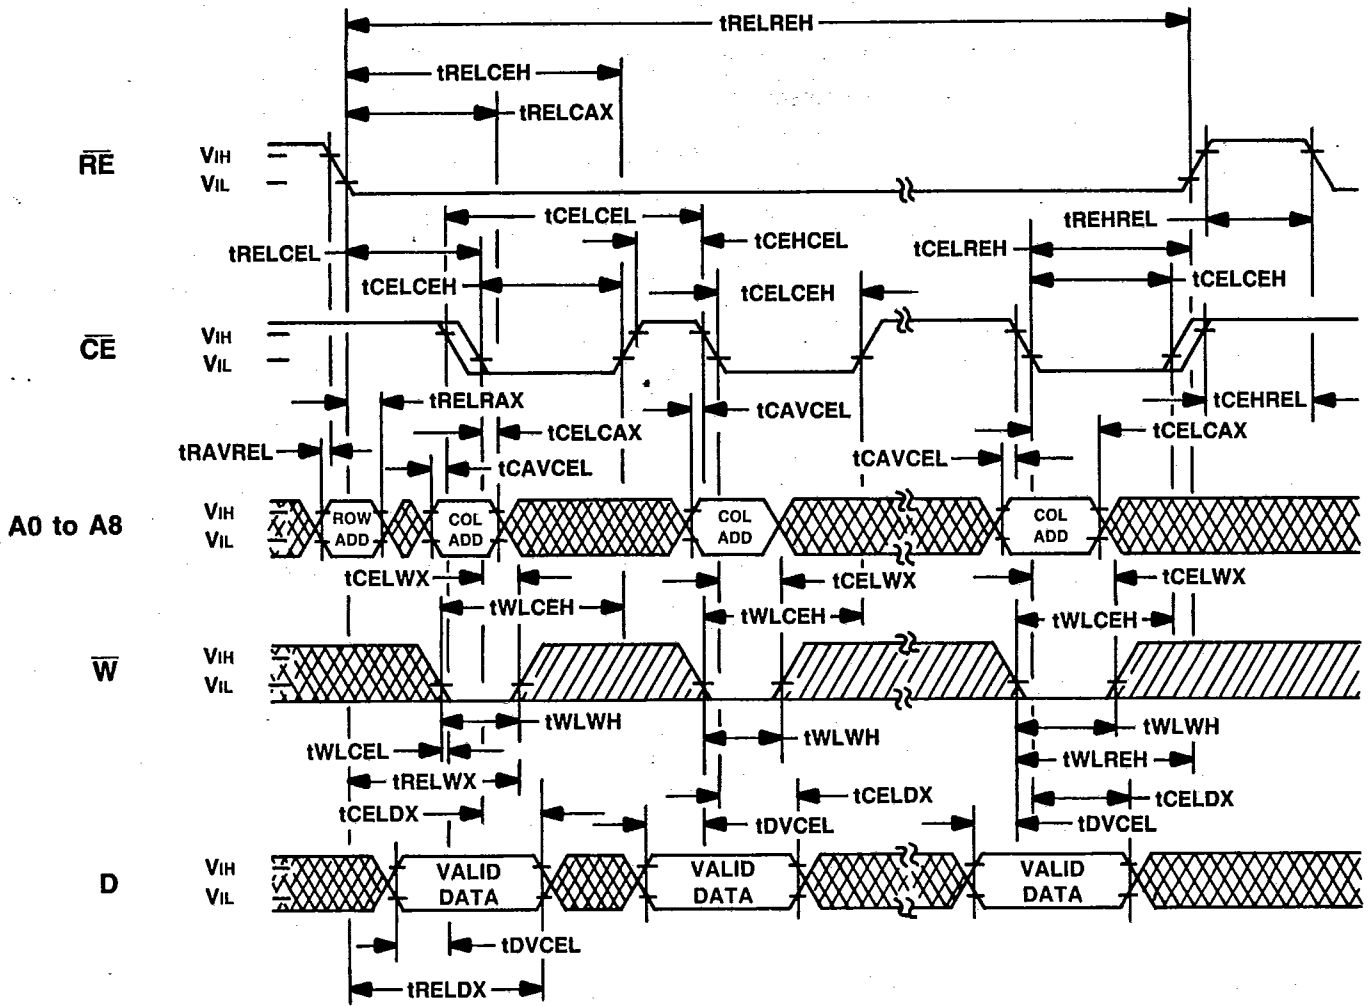 tRELREH
tRELCEH
tRELCAX
RE
VIH
VIL
tCELCEL
tREHREL
tRELCEL
tCEHCEL
tCELREH
tCELCEH
tCELCEH
tCELCEH
CE
VIH
VIL
tRELRAX
tCAVCEL
tCEHREL
tRAVREL
tCELCAX
tCELCAX
tCAVCEL
tCAVCEL
A0 to A8
VIH
VIL
ROW
ADD
COL
ADD
COL
ADD
COL
ADD
tCELWX
tCELWX
tCELWX
tWLCEH
tWLCEH
tWLCEH
W
VIH
VIL
tWLWH
tWLWH
tWLWH
tWLCEL
tWLREH
tRELWX
tCELDX
tCELDX
tCELDX
tDVCEL
tDVCEL
D
VIH
VIL
VALID
DATA
VALID
DATA
VALID
DATA
tDVCEL
tRELDX